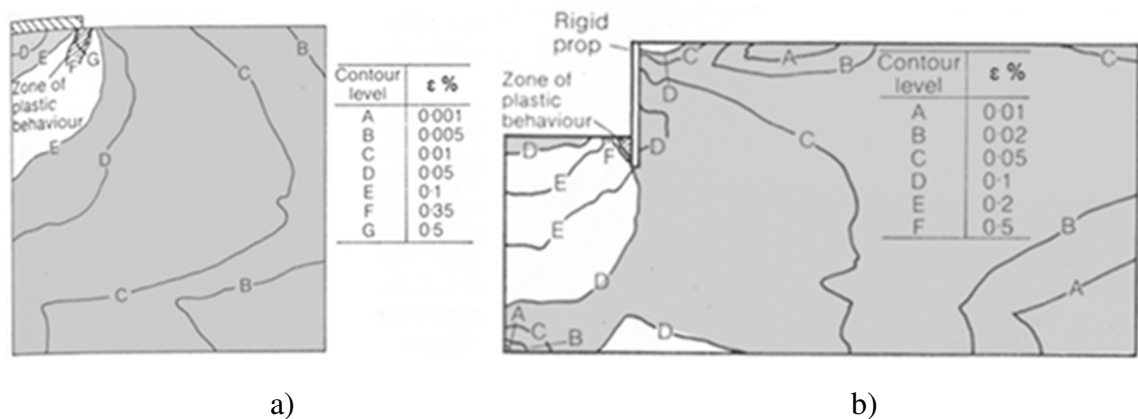 D
E
F
G
Zone of
plastic
behaviour
E
D
C
B
C
B
Contour
level
ε %
A 0·001
B 0·005
C 0·01
D 0·05
E 0·1
F 0·35
G 0·5
a)
Rigid
prop
Zone of
plastic
behaviour
C
A
B
C
D
D
D
F
E
E
D
C
A
C
B
D
B
A
Contour
level
ε %
A 0·01
B 0·02
C 0·05
D 0·1
E 0·2
F 0·5
b)